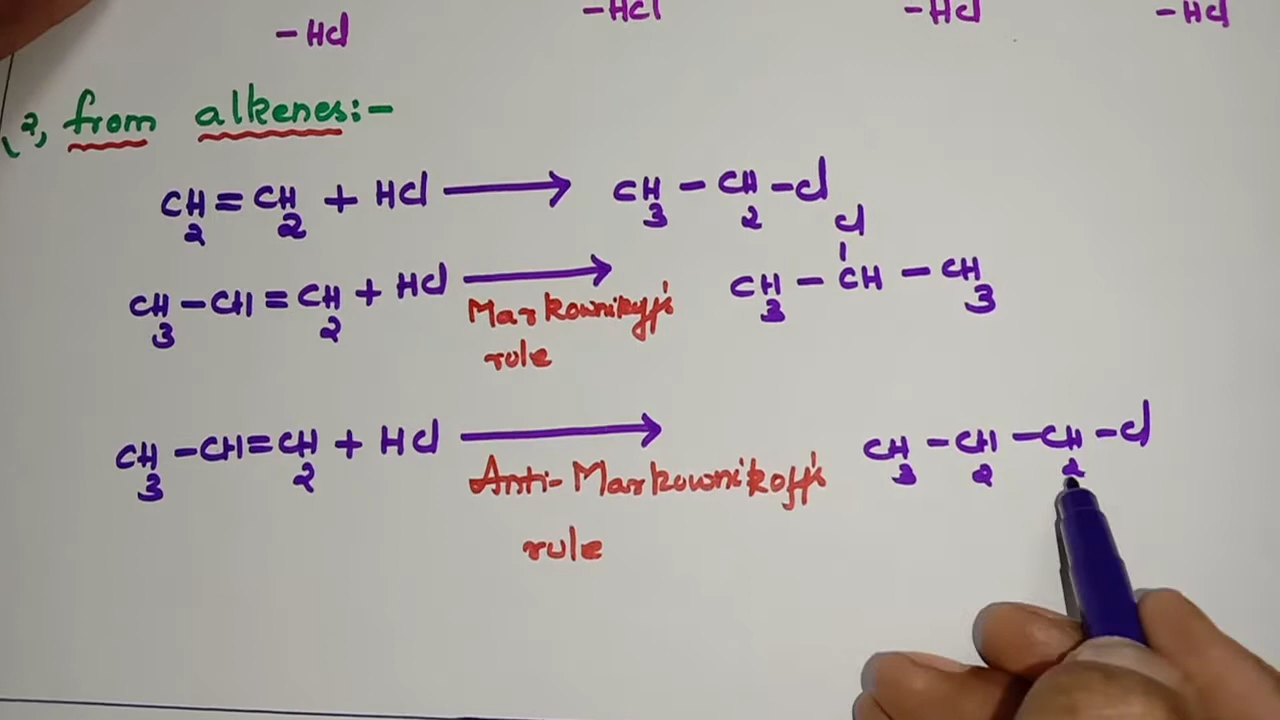 -HCl -HCl -HCl -HCl
2, from alkenes:-
CH2=CH2 + HCl ⟶ CH3-CH2-Cl
Cl
CH3-CH=CH2 + HCl ⟶ CH3-CH-CH3
Markownikoff's
rule
CH3-CH=CH2 + HCl ⟶ CH3-CH2-CH2-Cl
Anti-Markownikoff's
rule